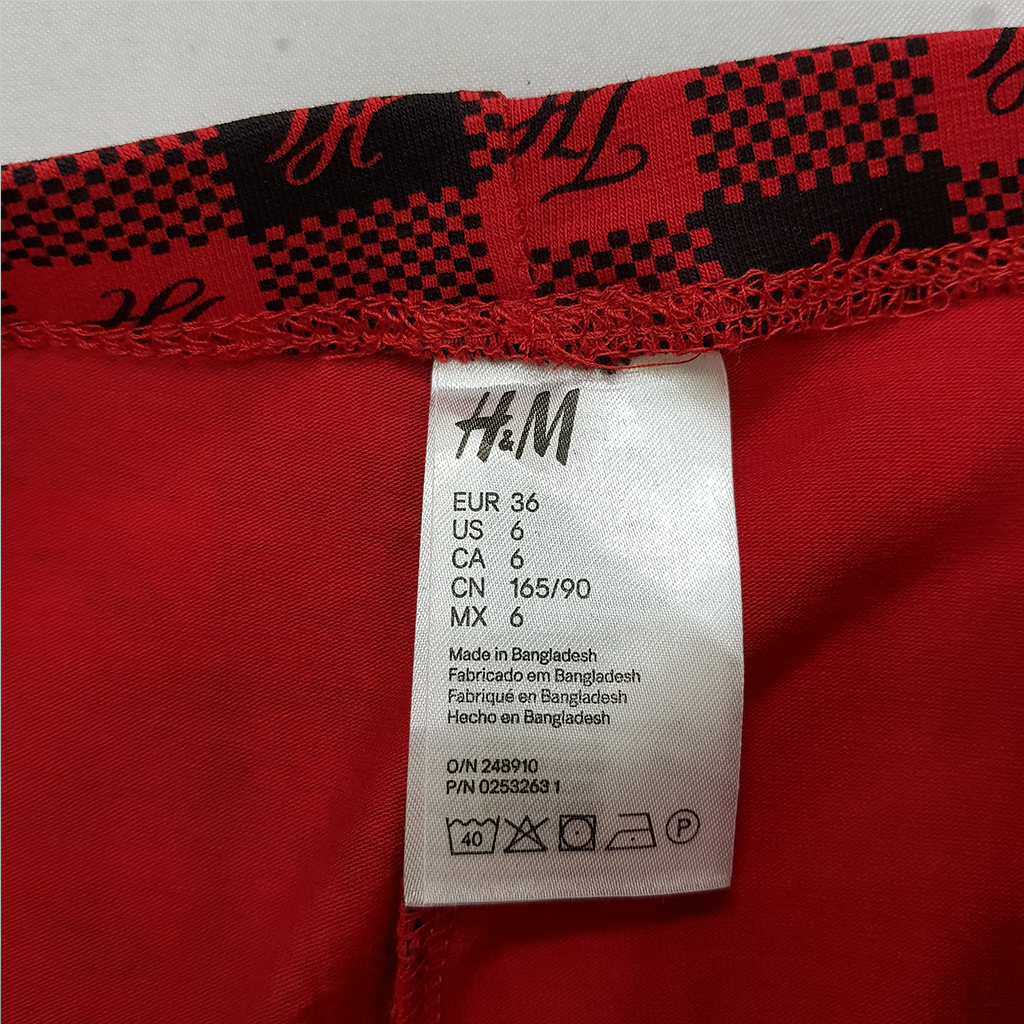 H&M
EUR 36
US 6
CA 6
CN 165/90
MX 6
Made in Bangladesh
Fabricado em Bangladesh
Fabriqué en Bangladesh
Hecho en Bangladesh
O/N 248910
P/N 0253263 1
40
P